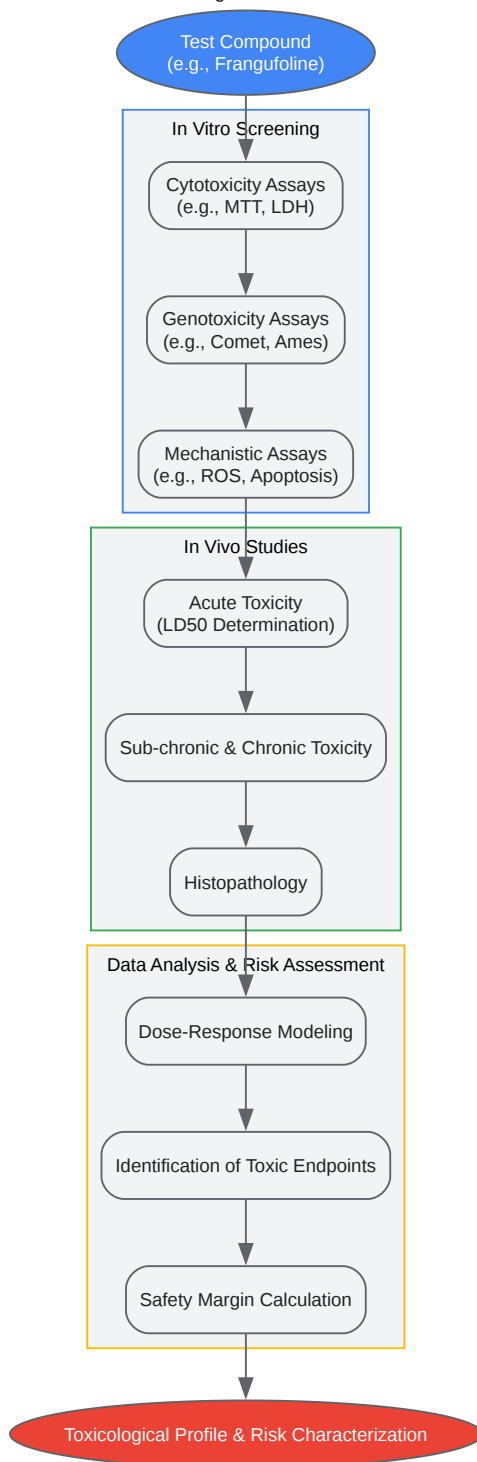 Test Compound
(e.g., Frangufoline)
In Vitro Screening
Cytotoxicity Assays
(e.g., MTT, LDH)
Genotoxicity Assays
(e.g., Comet, Ames)
Mechanistic Assays
(e.g., ROS, Apoptosis)
In Vivo Studies
Acute Toxicity
(LD50 Determination)
Sub-chronic & Chronic Toxicity
Histopathology
Data Analysis & Risk Assessment
Dose-Response Modeling
Identification of Toxic Endpoints
Safety Margin Calculation
Toxicological Profile & Risk Characterization